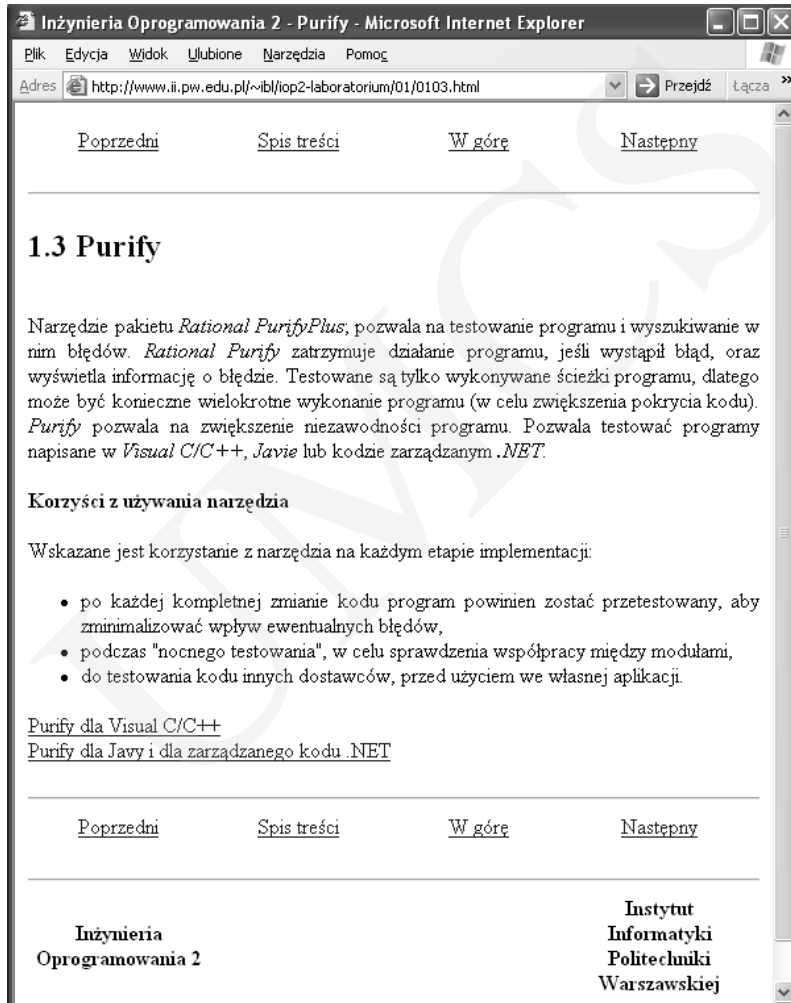 Inżynieria Oprogramowania 2 - Purify - Microsoft Internet Explorer
Plik Edycja Widok Ulubione Narzędzia Pomoc
Adres http://www.ii.pw.edu.pl/~ibl/iop2-laboratorium/01/0103.html Przejdź Łącza »
Poprzedni Spis treści W górę Następny
1.3 Purify
Narzędzie pakietu Rational PurifyPlus, pozwala na testowanie programu i wyszukiwanie w
nim błędów. Rational Purify zatrzymuje działanie programu, jeśli wystąpił błąd, oraz
wyświetla informację o błędzie. Testowane są tylko wykonywane ścieżki programu, dlatego
może być konieczne wielokrotne wykonanie programu (w celu zwiększenia pokrycia kodu).
Purify pozwala na zwiększenie niezawodności programu. Pozwala testować programy
napisane w Visual C/C++, Javie lub kodzie zarządzanym .NET.
Korzyści z używania narzędzia
Wskazane jest korzystanie z narzędzia na każdym etapie implementacji:
• po każdej kompletnej zmianie kodu program powinien zostać przetestowany, aby
zminimalizować wpływ ewentualnych błędów,
• podczas "nocnego testowania", w celu sprawdzenia współpracy między modułami,
• do testowania kodu innych dostawców, przed użyciem we własnej aplikacji.
Purify dla Visual C/C++
Purify dla Javy i dla zarządzanego kodu .NET
Poprzedni Spis treści W górę Następny
Inżynieria
Oprogramowania 2
Instytut
Informatyki
Politechniki
Warszawskiej
UMCS